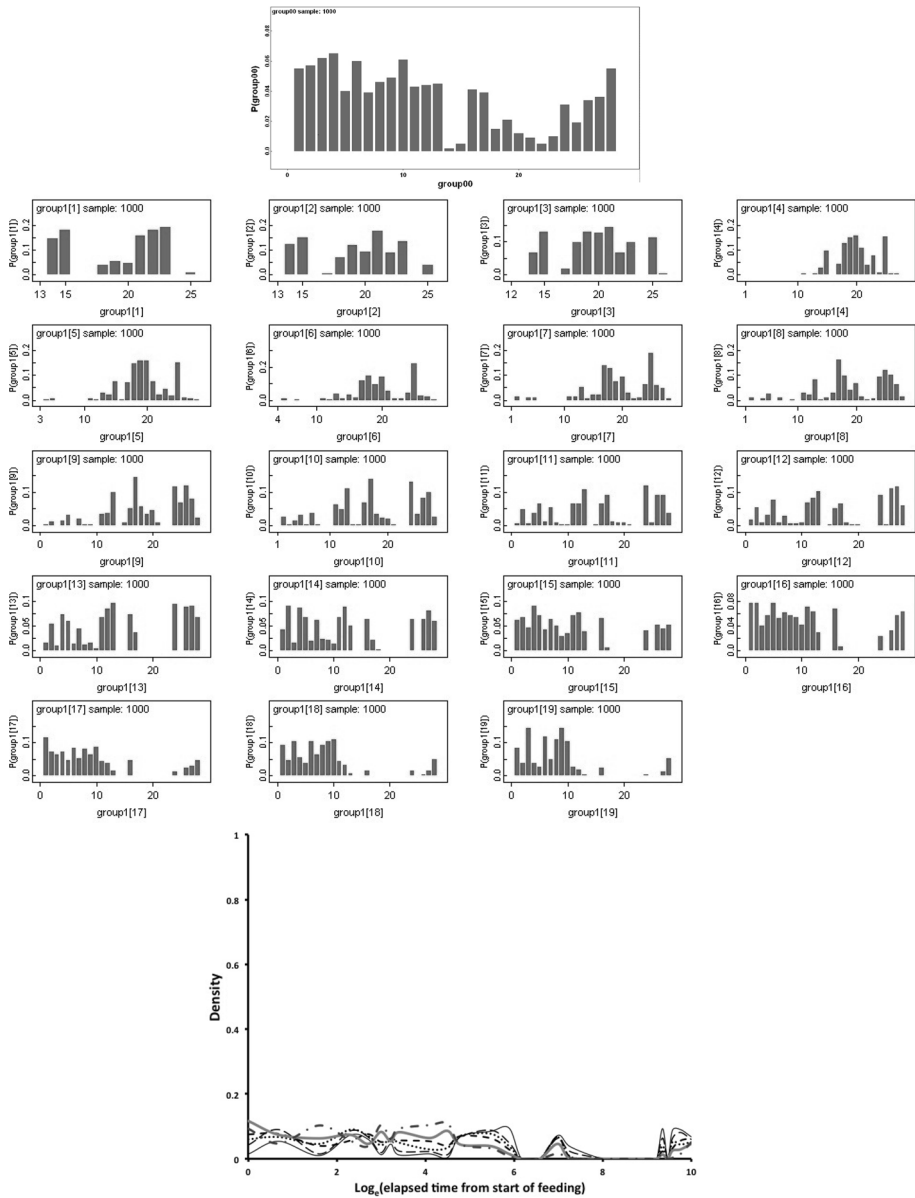 group00 sample: 1000
P(group00)
0.08
0.06
0.04
0.02
0.0
0 10 20
group00
group1[1] sample: 1000
P(group1[1])
0.2
0.1
0.0
13 15 20 25
group1[1]
group1[2] sample: 1000
P(group1[2])
0.2
0.1
0.0
13 15 20 25
group1[2]
group1[3] sample: 1000
P(group1[3])
0.1
0.0
12 15 20 25
group1[3]
group1[4] sample: 1000
P(group1[4])
0.2
0.1
0.0
1 10 20
group1[4]
group1[5] sample: 1000
P(group1[5])
0.2
0.1
0.0
3 10 20
group1[5]
group1[6] sample: 1000
P(group1[6])
0.2
0.0
4 10 20
group1[6]
group1[7] sample: 1000
P(group1[7])
0.2
0.1
0.0
1 10 20
group1[7]
group1[8] sample: 1000
P(group1[8])
0.2
0.1
0.0
1 10 20
group1[8]
group1[9] sample: 1000
P(group1[9])
0.1
0.0
0 10 20
group1[9]
group1[10] sample: 1000
P(group1[10])
0.1
0.0
1 10 20
group1[10]
group1[11] sample: 1000
P(group1[11])
0.1
0.0
0 10 20
group1[11]
group1[12] sample: 1000
P(group1[12])
0.1
0.0
0 10 20
group1[12]
group1[13] sample: 1000
P(group1[13])
0.1
0.05
0.0
0 10 20
group1[13]
group1[14] sample: 1000
P(group1[14])
0.1
0.05
0.0
0 10 20
group1[14]
group1[15] sample: 1000
P(group1[15])
0.1
0.05
0.0
0 10 20
group1[15]
group1[16] sample: 1000
P(group1[16])
0.08
0.04
0.0
0 10 20
group1[16]
group1[17] sample: 1000
P(group1[17])
0.1
0.0
0 10 20
group1[17]
group1[18] sample: 1000
P(group1[18])
0.1
0.0
0 10 20
group1[18]
group1[19] sample: 1000
P(group1[19])
0.1
0.0
0 10 20
group1[19]
Density
1
0.8
0.6
0.4
0.2
0
0 2 4 6 8 10
Logₑ(elapsed time from start of feeding)